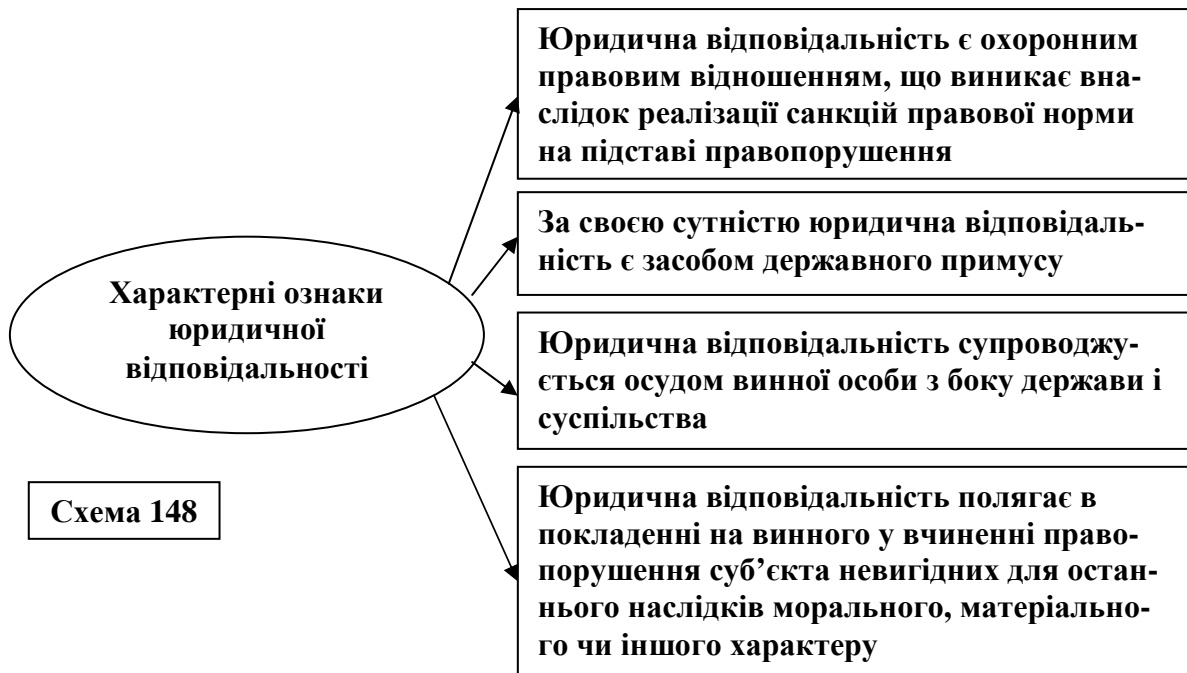 Характерні ознаки
юридичної
відповідальності
Юридична відповідальність є охоронним
правовим відношенням, що виникає вна-
слідок реалізації санкцій правової норми
на підставі правопорушення
За своєю сутністю юридична відповідаль-
ність є засобом державного примусу
Юридична відповідальність супроводжу-
ється осудом винної особи з боку держави і
суспільства
Юридична відповідальність полягає в
покладенні на винного у вчиненні право-
порушення суб’єкта невигідних для остан-
нього наслідків морального, матеріально-
го чи іншого характеру
Схема 148